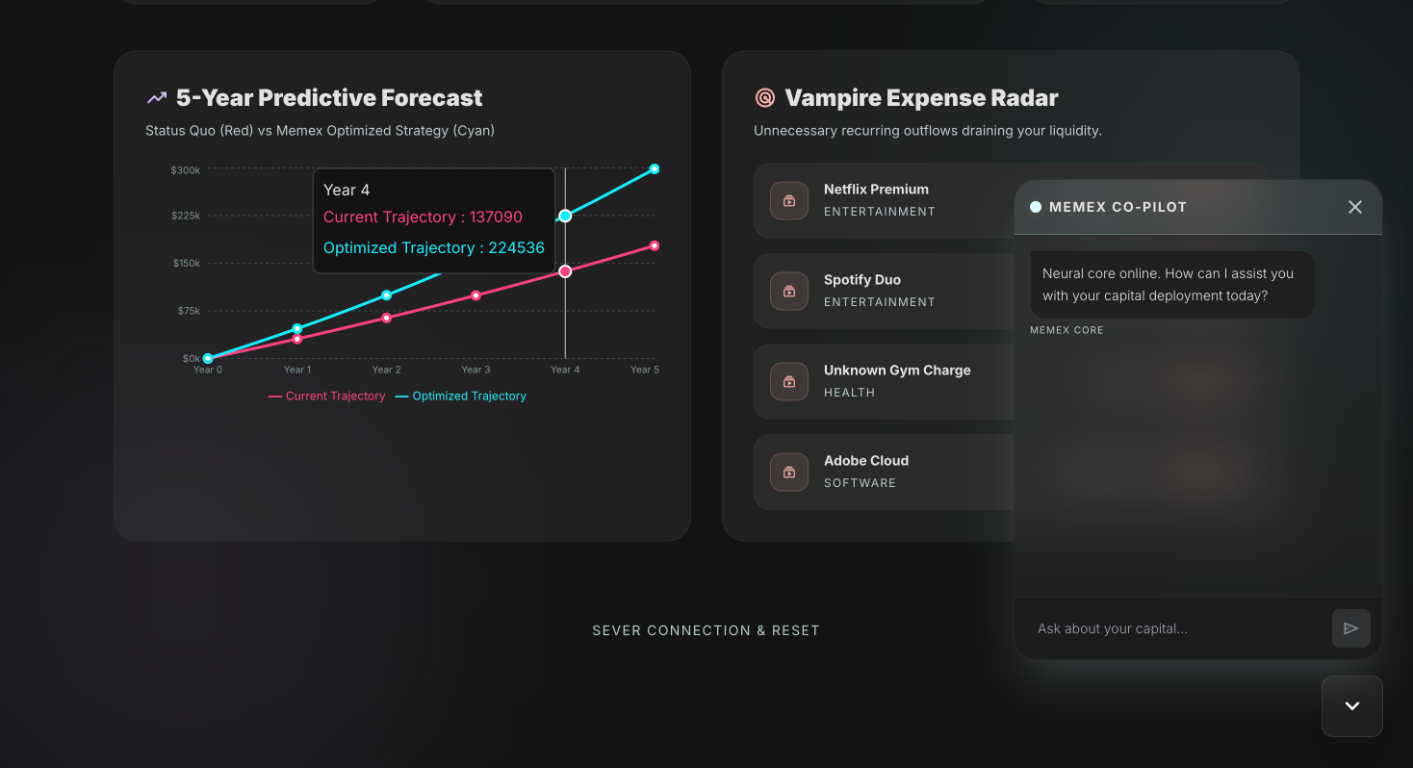 5-Year Predictive Forecast
Status Quo (Red) vs Memex Optimized Strategy (Cyan)
$300k
$225k
$150k
$75k
$0k
Year 0
Year 1
Year 2
Year 3
Year 4
Year 5
Year 4
Current Trajectory : 137090
Optimized Trajectory : 224536
Current Trajectory
Optimized Trajectory
Vampire Expense Radar
Unnecessary recurring outflows draining your liquidity.
Netflix Premium
ENTERTAINMENT
Spotify Duo
ENTERTAINMENT
Unknown Gym Charge
HEALTH
Adobe Cloud
SOFTWARE
MEMEX CO-PILOT
Neural core online. How can I assist you
with your capital deployment today?
MEMEX CORE
Ask about your capital...
SEVER CONNECTION & RESET